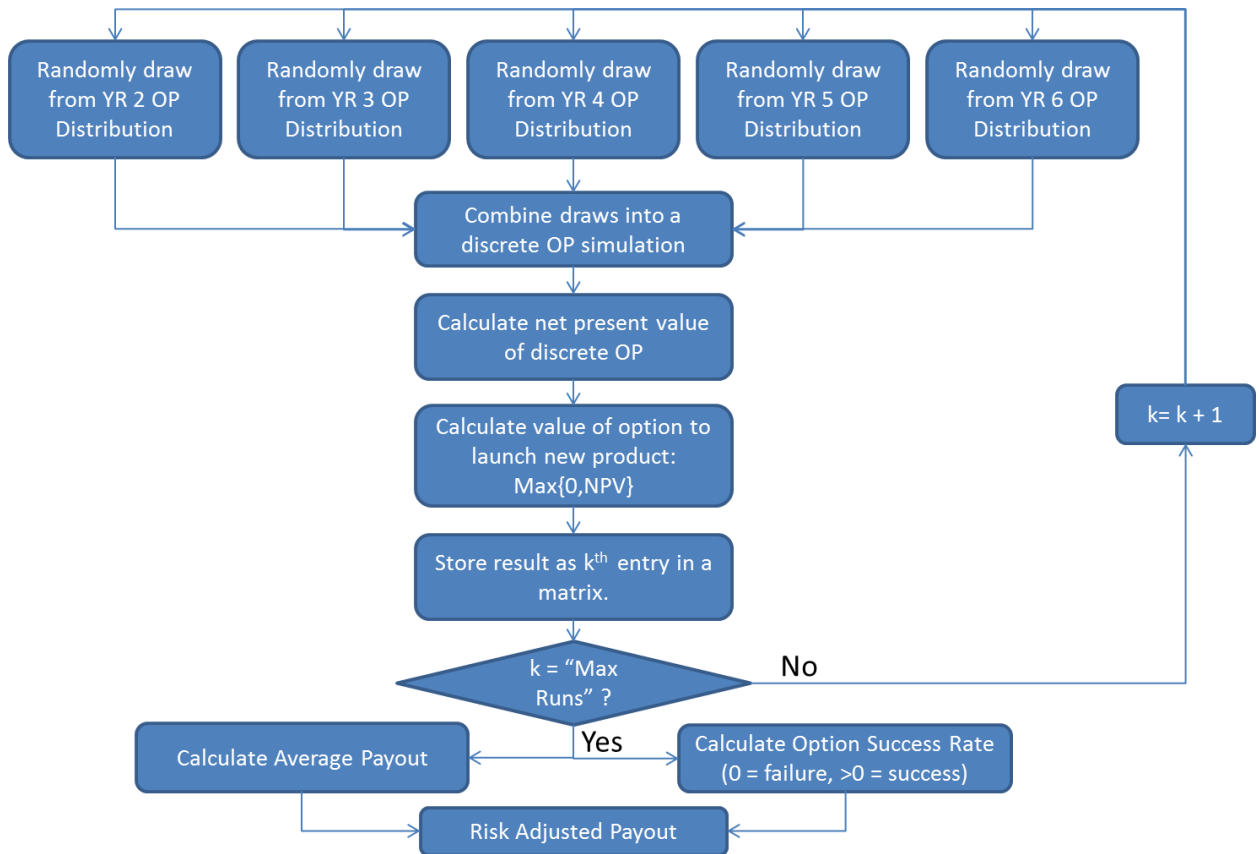 Randomly draw
from YR 2 OP
Distribution
Randomly draw
from YR 3 OP
Distribution
Randomly draw
from YR 4 OP
Distribution
Randomly draw
from YR 5 OP
Distribution
Randomly draw
from YR 6 OP
Distribution
Combine draws into a
discrete OP simulation
Calculate net present value
of discrete OP
k= k + 1
Calculate value of option to
launch new product:
Max{0,NPV}
Store result as kth entry in a
matrix.
k = “Max
Runs” ?
No
Yes
Calculate Average Payout
Calculate Option Success Rate
(0 = failure, >0 = success)
Risk Adjusted Payout